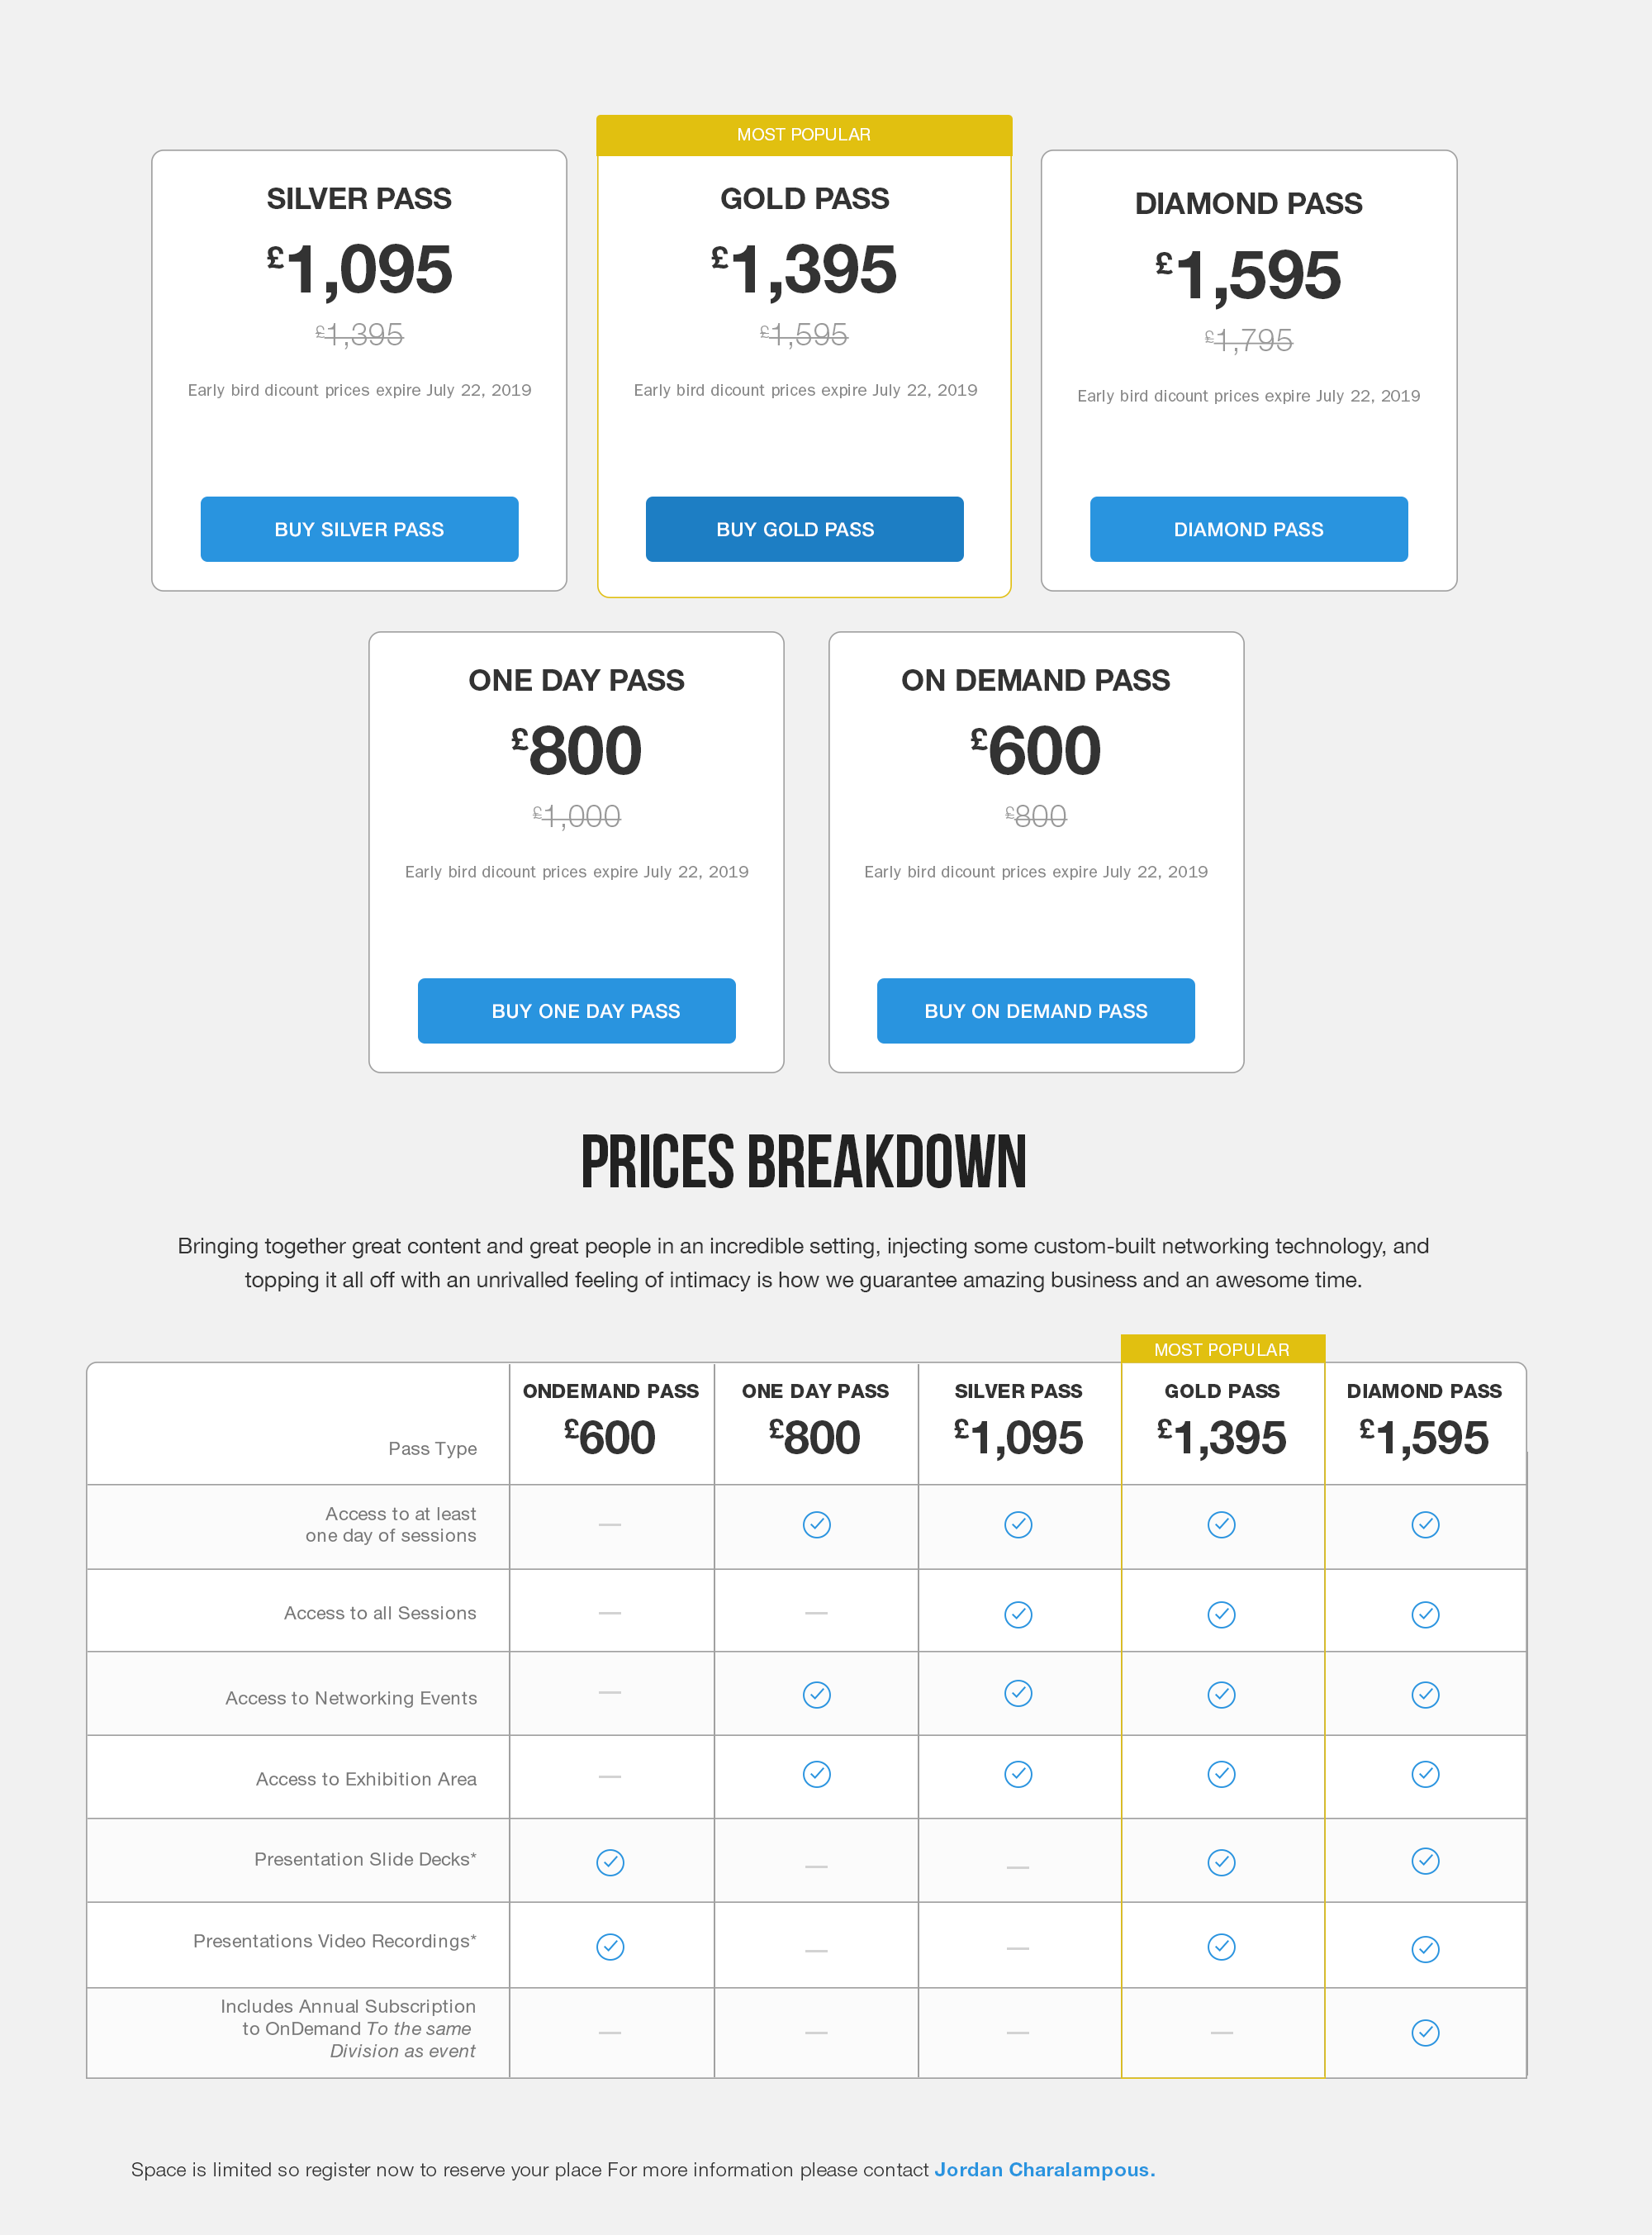 MOST POPULAR
SILVER PASS
£1,095
£1,395
Early bird dicount prices expire July 22, 2019
BUY SILVER PASS
GOLD PASS
£1,395
£1,595
Early bird dicount prices expire July 22, 2019
BUY GOLD PASS
DIAMOND PASS
£1,595
£1,795
Early bird dicount prices expire July 22, 2019
DIAMOND PASS
ONE DAY PASS
£800
£1,000
Early bird dicount prices expire July 22, 2019
BUY ONE DAY PASS
ON DEMAND PASS
£600
£800
Early bird dicount prices expire July 22, 2019
BUY ON DEMAND PASS
PRICES BREAKDOWN
Bringing together great content and great people in an incredible setting, injecting some custom-built networking technology, and
topping it all off with an unrivalled feeling of intimacy is how we guarantee amazing business and an awesome time.
MOST POPULAR
ONDEMAND PASS ONE DAY PASS SILVER PASS GOLD PASS DIAMOND PASS
Pass Type £600 £800 £1,095 £1,395 £1,595
Access to at least
one day of sessions
Access to all Sessions
Access to Networking Events
Access to Exhibition Area
Presentation Slide Decks*
Presentations Video Recordings*
Includes Annual Subscription
to OnDemand To the same
Division as event
Space is limited so register now to reserve your place For more information please contact Jordan Charalampous.